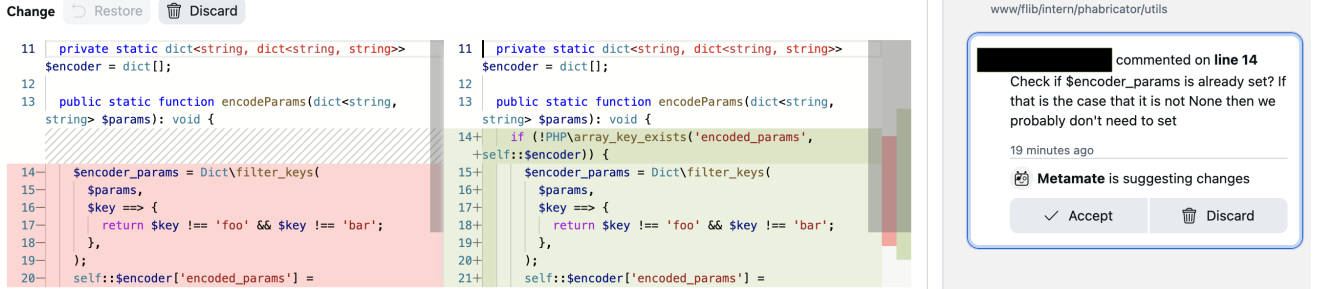 Change Restore Discard
11 private static dict<string, dict<string, string>>
$encoder = dict[];
12
13 public static function encodeParams(dict<string,
string> $params): void {
14- $encoder_params = Dict\filter_keys(
15- $params,
16- $key ==> {
17- return $key !== 'foo' && $key !== 'bar';
18- },
19- );
20- self::$encoder['encoded_params'] =
11 private static dict<string, dict<string, string>>
$encoder = dict[];
12
13 public static function encodeParams(dict<string,
string> $params): void {
14+ if (!PHP\array_key_exists('encoded_params',
+self::$encoder)) {
15+ $encoder_params = Dict\filter_keys(
16+ $params,
17+ $key ==> {
18+ return $key !== 'foo' && $key !== 'bar';
19+ },
20+ );
21+ self::$encoder['encoded_params'] =
www/flib/intern/phabricator/utils
commented on line 14
Check if $encoder_params is already set? If
that is the case that it is not None then we
probably don't need to set
19 minutes ago
Metamate is suggesting changes
Accept Discard